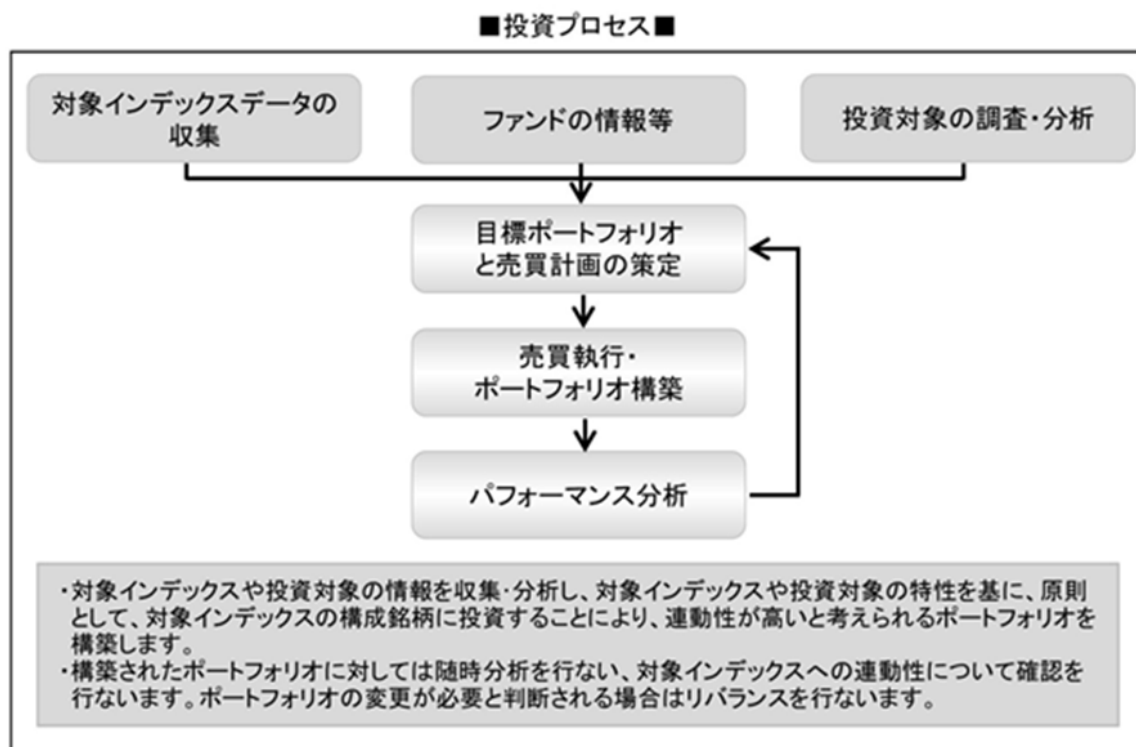 ■投資プロセス■
対象インデックスデータの
収集
ファンドの情報等
投資対象の調査・分析
目標ポートフォリオ
と売買計画の策定
売買執行・
ポートフォリオ構築
パフォーマンス分析
・対象インデックスや投資対象の情報を収集・分析し、対象インデックスや投資対象の特性を基に、原則
として、対象インデックスの構成銘柄に投資することにより、連動性が高いと考えられるポートフォリオを
構築します。
・構築されたポートフォリオに対しては随時分析を行ない、対象インデックスへの連動性について確認を
行ないます。ポートフォリオの変更が必要と判断される場合はリバランスを行ないます。